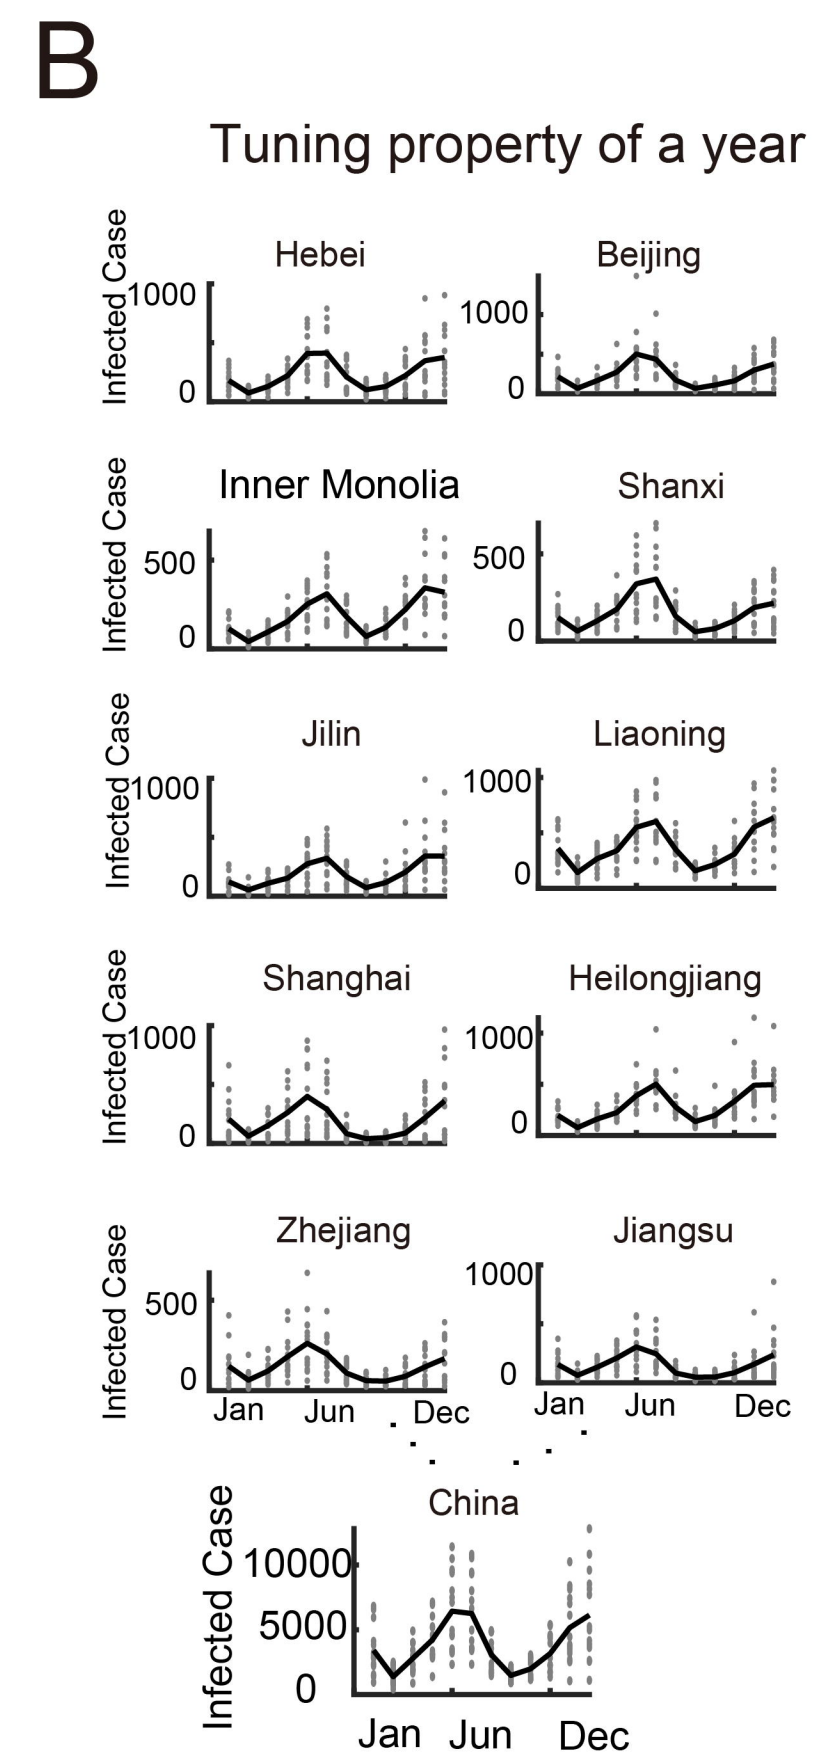 B
Tuning property of a year
Hebei
Beijing
Infected Case
1000
0
1000
0
Inner Monolia
Shanxi
Infected Case
500
0
500
0
Jilin
Liaoning
Infected Case
1000
0
1000
0
Shanghai
Heilongjiang
Infected Case
1000
0
1000
0
Zhejiang
Jiangsu
Infected Case
500
0
1000
0
Jan Jun Dec
Jan Jun Dec
China
Infected Case
10000
5000
0
Jan Jun Dec